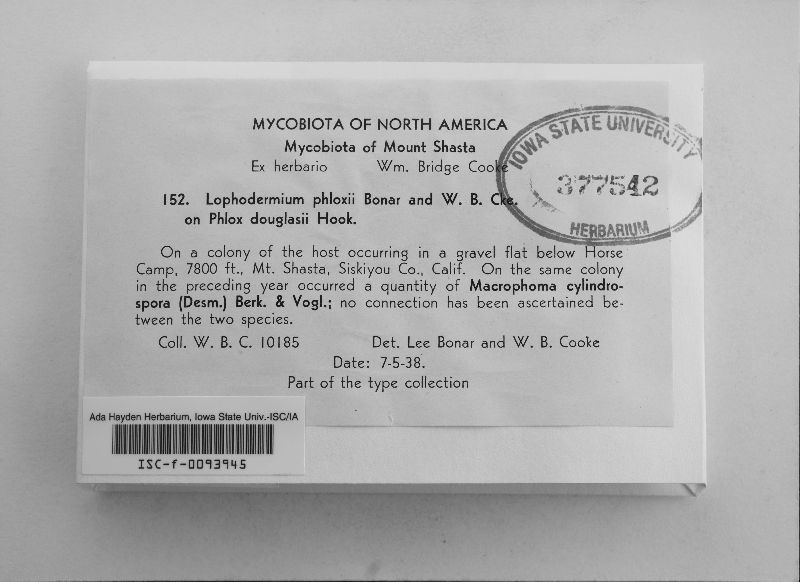 MYCOBIOTA OF NORTH AMERICA
Mycobiota of Mount Shasta
Ex herbario Wm. Bridge Cooke
152. Lophodermium phloxii Bonar and W. B. Cke.
on Phlox douglasii Hook.
On a colony of the host occurring in a gravel flat below Horse
Camp, 7800 ft., Mt. Shasta, Siskiyou Co., Calif. On the same colony
in the preceding year occurred a quantity of Macrophoma cylindro-
spora (Desm.) Berk. & Vogl.; no connection has been ascertained be-
tween the two species.
Coll. W. B. C. 10185 Det. Lee Bonar and W. B. Cooke
Date: 7-5-38.
Part of the type collection
IOWA STATE UNIVERSITY
377542
HERBARIUM
Ada Hayden Herbarium, Iowa State Univ.-ISC/IA
ISC-f-0093945